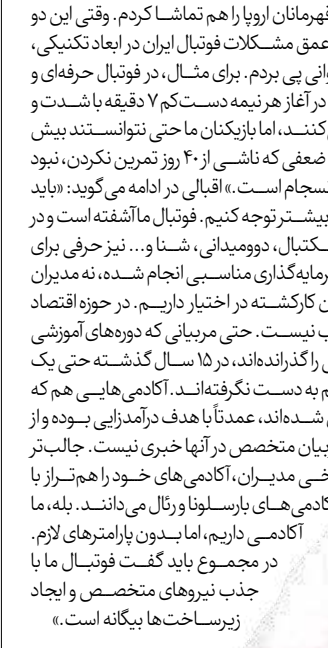 قهرمانان اروپا را هم تماشا کردم. وقتی این دو
عمق مشکلات فوتبال ایران در ابعاد تکنیکی،
پی بردم. برای مثال، در فوتبال حرفه‌ای و
در آغاز هر نیمه دست‌کم ۷ دقیقه با شدت و
کنند، اما بازیکنان ما حتی نتوانستند بیش
ضعفی که ناشی از ۴۰ روز تمرین نکردن، نبود
است.» اقبالی در ادامه می‌گوید: «باید
بیشتر توجه کنیم. فوتبال ما آشفته است و در
دوومیدانی، شنا و... نیز حرفی برای
سرمایه‌گذاری مناسبی انجام شده، نه مدیران
کارکشته در اختیار داریم. در حوزه اقتصاد
نیست. حتی مربیانی که دوره‌های آموزشی
را گذرانده‌اند، در ۱۵ سال گذشته حتی یک
به دست نگرفته‌اند. آکادمی‌هایی هم که
شده‌اند، عمدتاً با هدف درآمدزایی بوده و از
متخصص در آنها خبری نیست. جالب‌تر
مدیران، آکادمی‌های خود را هم‌تراز با
آکادمی‌های بارسلونا و رئال می‌دانند. بله، ما
آکادمی داریم، اما بدون پارامترهای لازم.
در مجموع باید گفت فوتبال ما با
جذب نیروهای متخصص و ایجاد
زیرساخت‌ها بیگانه است.»